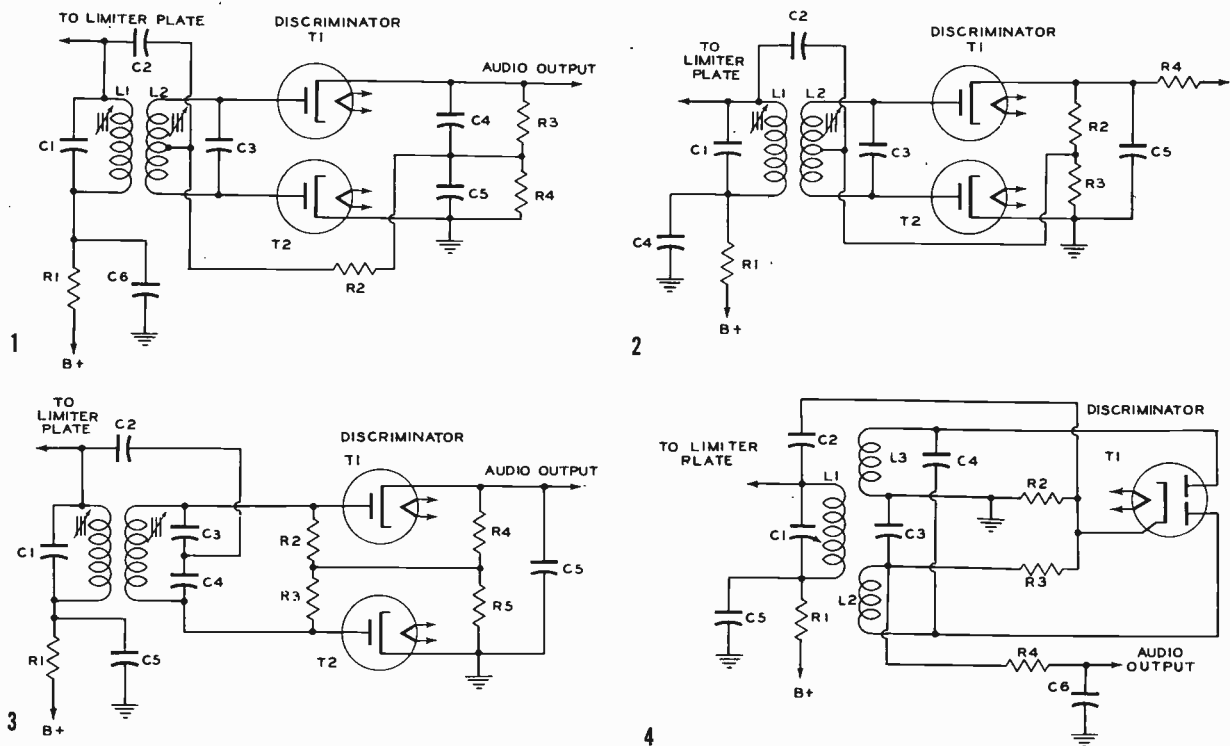 TO LIMITER PLATE
C2
DISCRIMINATOR
T1
AUDIO OUTPUT
L1
L2
C1
C3
C4
R3
C5
R4
T2
R1
C6
R2
B+
1
C2
TO
LIMITER
PLATE
DISCRIMINATOR
T1
R4
L1
L2
C1
C3
R2
C5
R3
C4
T2
R1
B+
2
TO
LIMITER
PLATE
C2
DISCRIMINATOR
T1
AUDIO OUTPUT
C1
R2
C3
R4
C4
C5
R3
R5
T2
R1
C5
B+
3
DISCRIMINATOR
C2
TO LIMITER
PLATE
L1
L3
C4
T1
R2
C1
C3
R3
C5
R1
L2
R4
AUDIO
OUTPUT
C6
B+
4